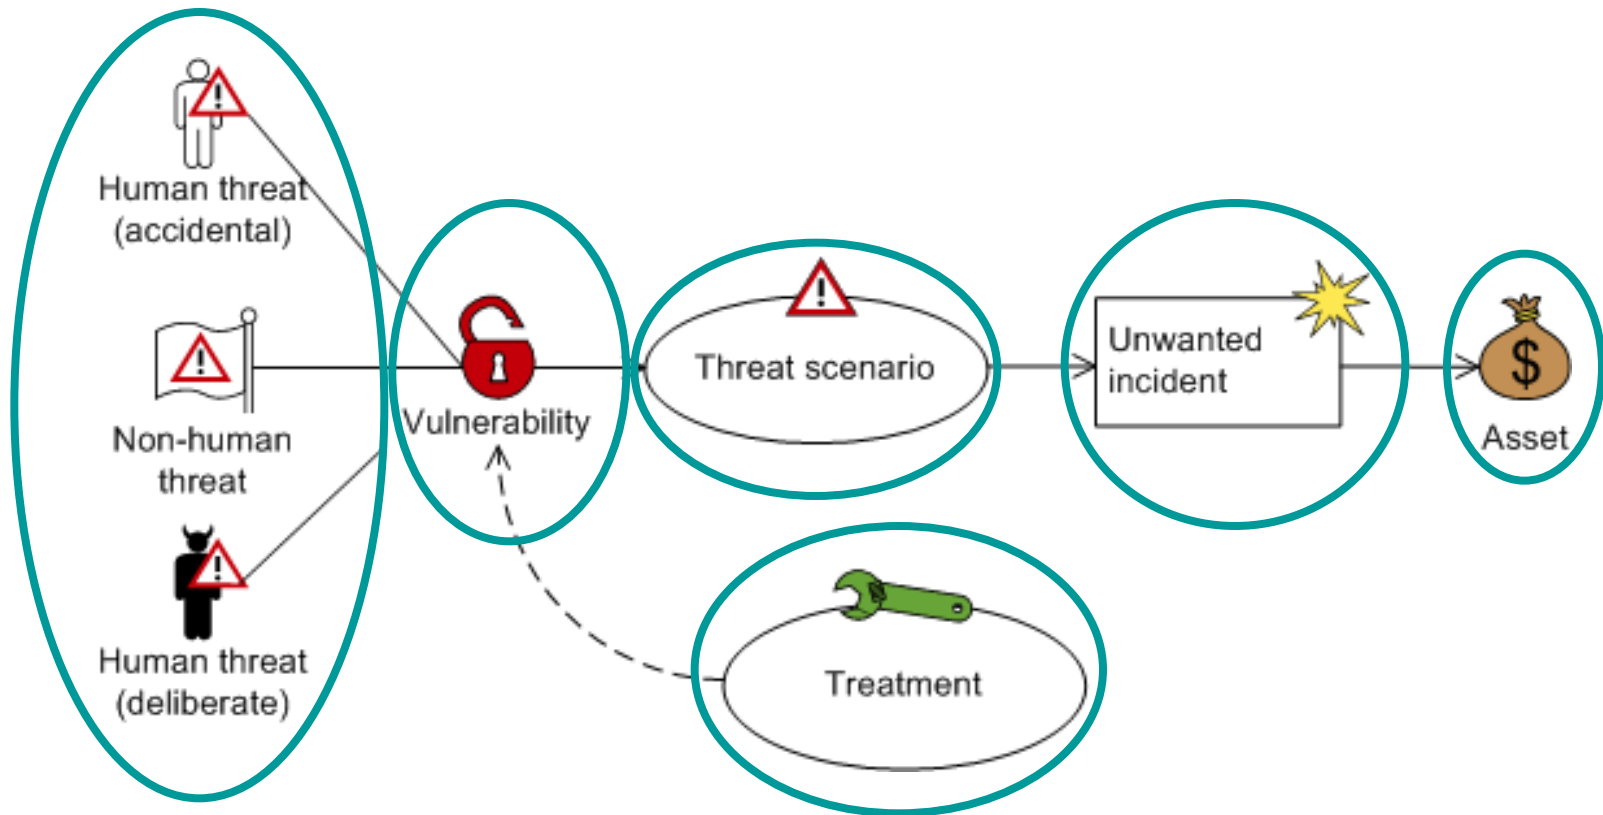 Human threat
(accidental)
Non-human
threat
Human threat
(deliberate)
Vulnerability
Threat scenario
Unwanted
incident
$
Asset
Treatment